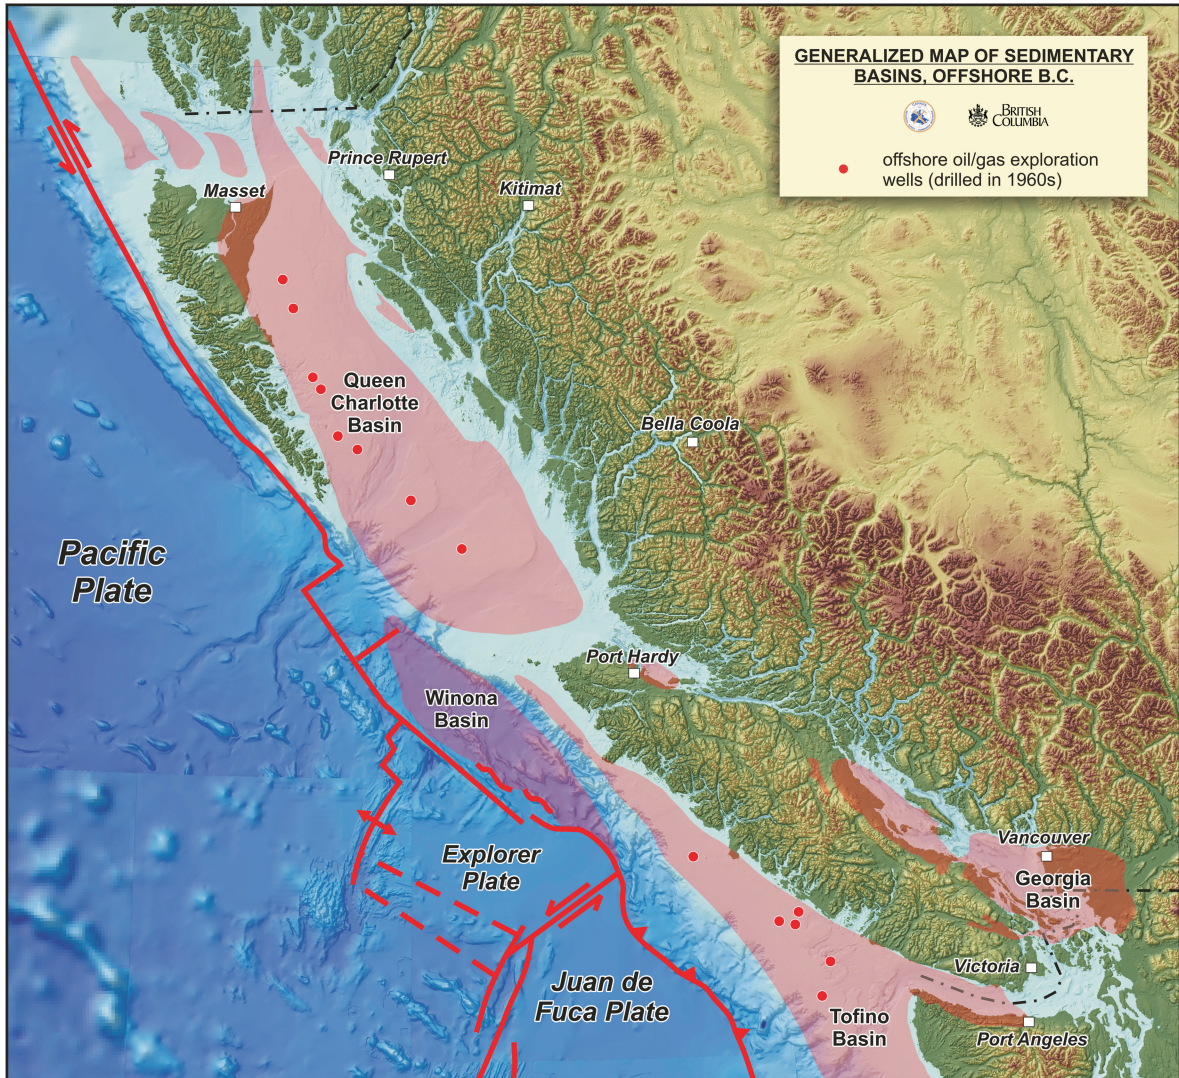 GENERALIZED MAP OF SEDIMENTARY
BASINS, OFFSHORE B.C.
BRITISH
COLUMBIA
offshore oil/gas exploration
wells (drilled in 1960s)
Prince Rupert
Masset
Kitimat
Queen
Charlotte
Basin
Bella Coola
Pacific
Plate
Port Hardy
Winona
Basin
Vancouver
Explorer
Plate
Georgia
Basin
Victoria
Juan de
Fuca Plate
Tofino
Basin
Port Angeles